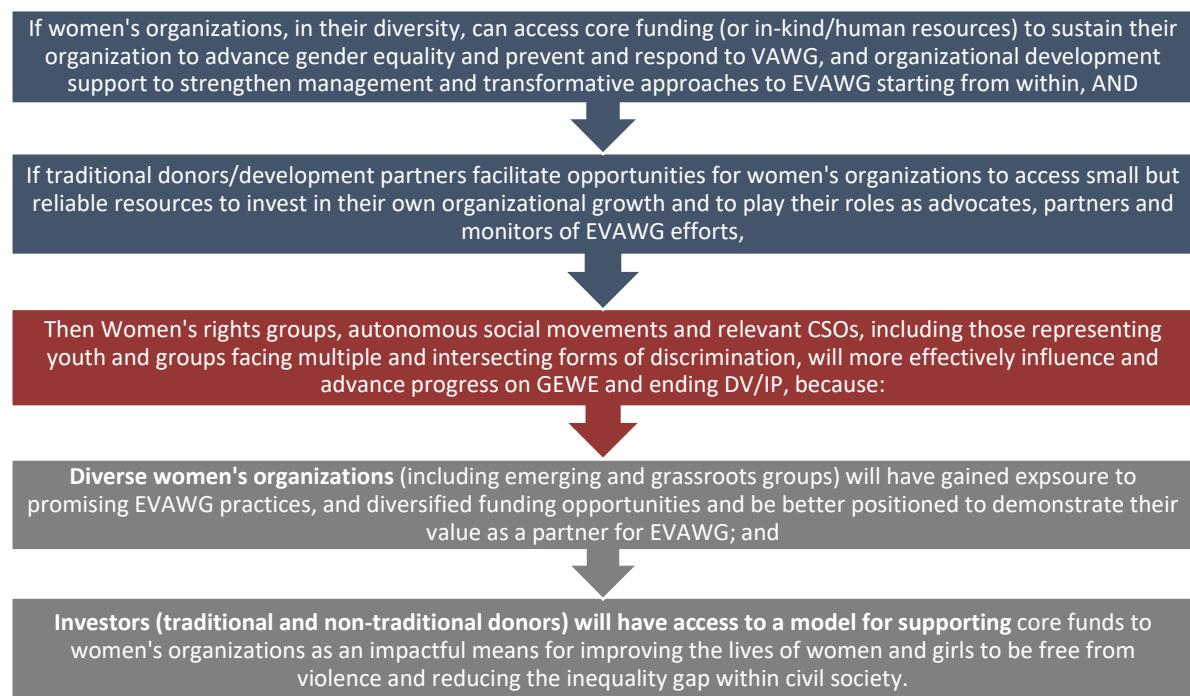 If women's organizations, in their diversity, can access core funding (or in-kind/human resources) to sustain their
organization to advance gender equality and prevent and respond to VAWG, and organizational development
support to strengthen management and transformative approaches to EVAWG starting from within, AND
If traditional donors/development partners facilitate opportunities for women's organizations to access small but
reliable resources to invest in their own organizational growth and to play their roles as advocates, partners and
monitors of EVAWG efforts,
Then Women's rights groups, autonomous social movements and relevant CSOs, including those representing
youth and groups facing multiple and intersecting forms of discrimination, will more effectively influence and
advance progress on GEWE and ending DV/IP, because:
Diverse women's organizations (including emerging and grassroots groups) will have gained expsoure to
promising EVAWG practices, and diversified funding opportunities and be better positioned to demonstrate their
value as a partner for EVAWG; and
Investors (traditional and non-traditional donors) will have access to a model for supporting core funds to
women's organizations as an impactful means for improving the lives of women and girls to be free from
violence and reducing the inequality gap within civil society.